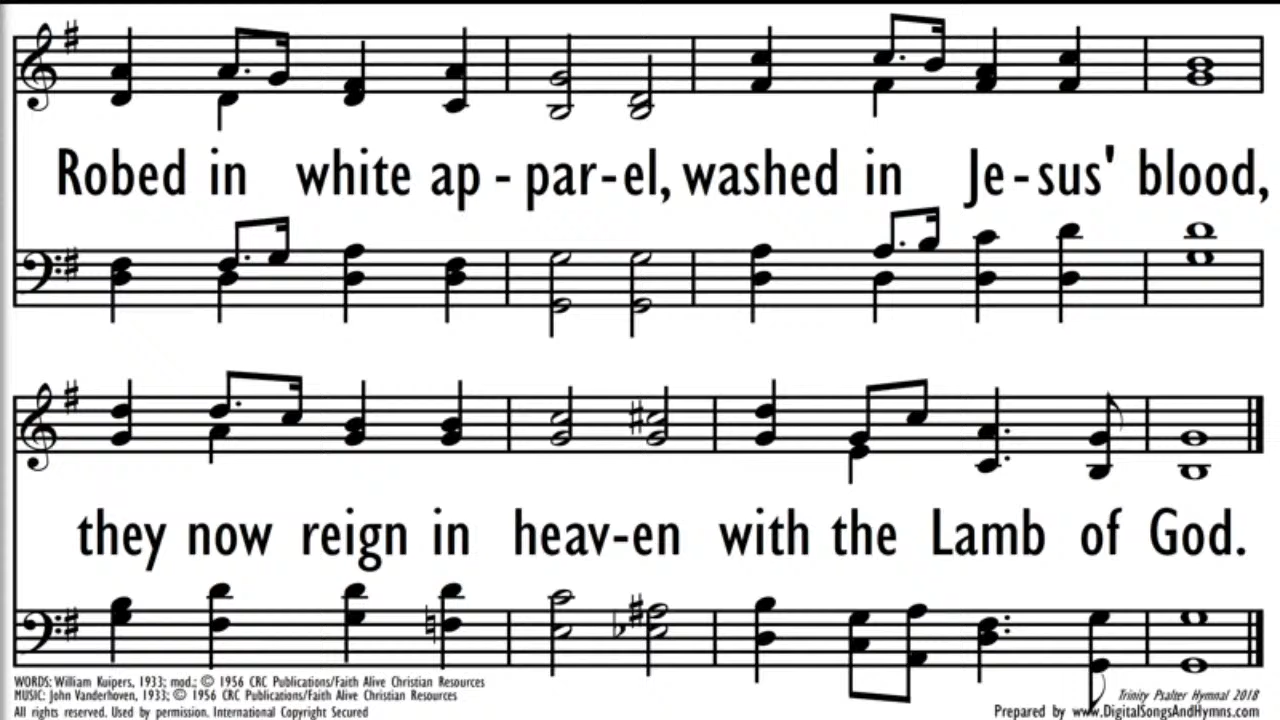 Robed in white ap - par-el, washed in Je-sus' blood,
they now reign in heav-en with the Lamb of God.
WORDS: William Kuipers, 1933; mod.; © 1956 CRC Publications/Faith Alive Christian Resources
MUSIC: John Vanderhoven, 1933; © 1956 CRC Publications/Faith Alive Christian Resources
All rights reserved. Used by permission. International Copyright Secured
Trinity Psalter Hymnal 2018
Prepared by www.DigitalSongsAndHymns.com